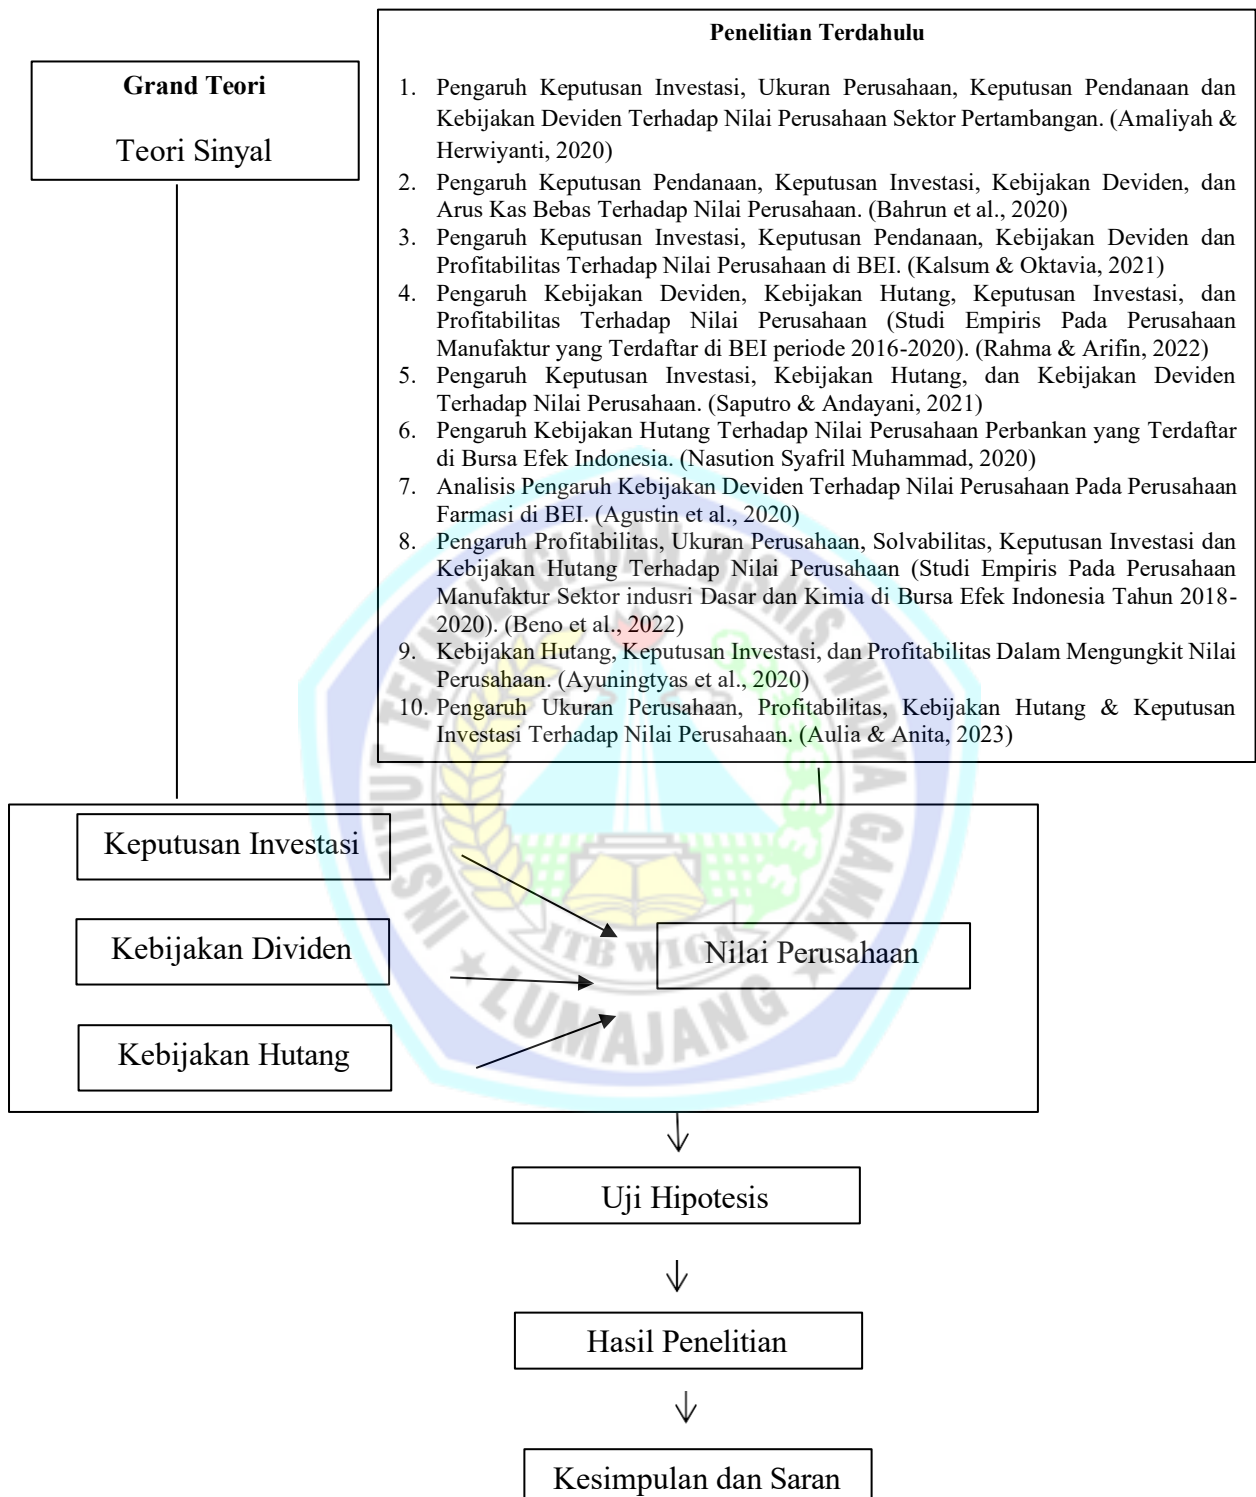 Grand Teori
Teori Sinyal
Penelitian Terdahulu
1. Pengaruh Keputusan Investasi, Ukuran Perusahaan, Keputusan Pendanaan dan
Kebijakan Deviden Terhadap Nilai Perusahaan Sektor Pertambangan. (Amaliyah &
Herwiyanti, 2020)
2. Pengaruh Keputusan Pendanaan, Keputusan Investasi, Kebijakan Deviden, dan
Arus Kas Bebas Terhadap Nilai Perusahaan. (Bahrun et al., 2020)
3. Pengaruh Keputusan Investasi, Keputusan Pendanaan, Kebijakan Deviden dan
Profitabilitas Terhadap Nilai Perusahaan di BEI. (Kalsum & Oktavia, 2021)
4. Pengaruh Kebijakan Deviden, Kebijakan Hutang, Keputusan Investasi, dan
Profitabilitas Terhadap Nilai Perusahaan (Studi Empiris Pada Perusahaan
Manufaktur yang Terdaftar di BEI periode 2016-2020). (Rahma & Arifin, 2022)
5. Pengaruh Keputusan Investasi, Kebijakan Hutang, dan Kebijakan Deviden
Terhadap Nilai Perusahaan. (Saputro & Andayani, 2021)
6. Pengaruh Kebijakan Hutang Terhadap Nilai Perusahaan Perbankan yang Terdaftar
di Bursa Efek Indonesia. (Nasution Syafril Muhammad, 2020)
7. Analisis Pengaruh Kebijakan Deviden Terhadap Nilai Perusahaan Pada Perusahaan
Farmasi di BEI. (Agustin et al., 2020)
8. Pengaruh Profitabilitas, Ukuran Perusahaan, Solvabilitas, Keputusan Investasi dan
Kebijakan Hutang Terhadap Nilai Perusahaan (Studi Empiris Pada Perusahaan
Manufaktur Sektor indusri Dasar dan Kimia di Bursa Efek Indonesia Tahun 2018-
2020). (Beno et al., 2022)
9. Kebijakan Hutang, Keputusan Investasi, dan Profitabilitas Dalam Mengungkit Nilai
Perusahaan. (Ayuningtyas et al., 2020)
10. Pengaruh Ukuran Perusahaan, Profitabilitas, Kebijakan Hutang & Keputusan
Investasi Terhadap Nilai Perusahaan. (Aulia & Anita, 2023)
INSTITUT TEKNOLOGI DAN BISNIS WIDYA GAMA
ITB WIGA
LUMAJANG
Keputusan Investasi
Kebijakan Dividen
Kebijakan Hutang
Nilai Perusahaan
Uji Hipotesis
Hasil Penelitian
Kesimpulan dan Saran